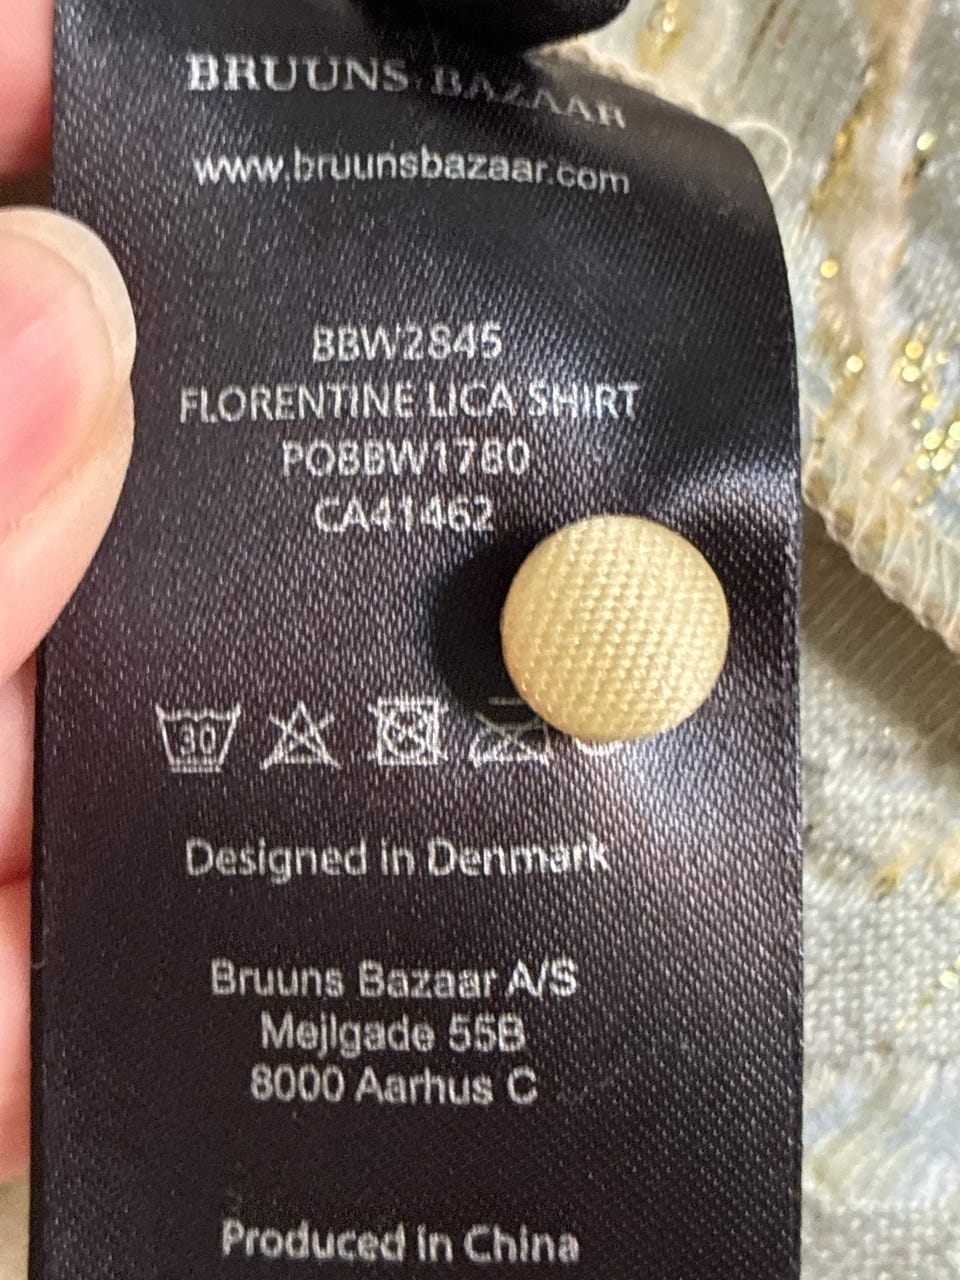 BRUUNS BAZAAR
www.bruunsbazaar.com
BBW2845
FLORENTINE LICA SHIRT
POBBW1780
CA41462
30
Designed in Denmark
Bruuns Bazaar A/S
Mejlgade 55B
8000 Aarhus C
Produced in China